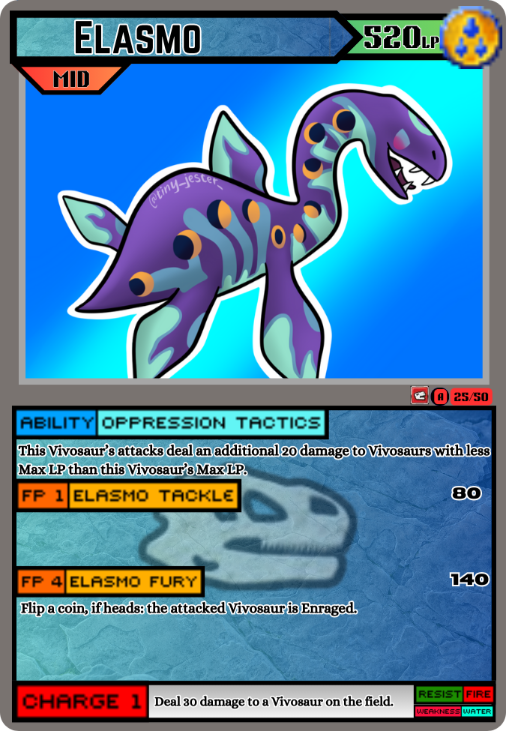 Elasmo
520LP
MID
@tiny_jester_
A 25/50
ABILITY OPPRESSION TACTICS
This Vivosaur's attacks deal an additional 20 damage to Vivosaurs with less
Max LP than this Vivosaur's Max LP.
FP 1 ELASMO TACKLE 80
FP 4 ELASMO FURY 140
Flip a coin, if heads: the attacked Vivosaur is Enraged.
CHARGE 1 Deal 30 damage to a Vivosaur on the field.
RESIST FIRE
WEAKNESS WATER